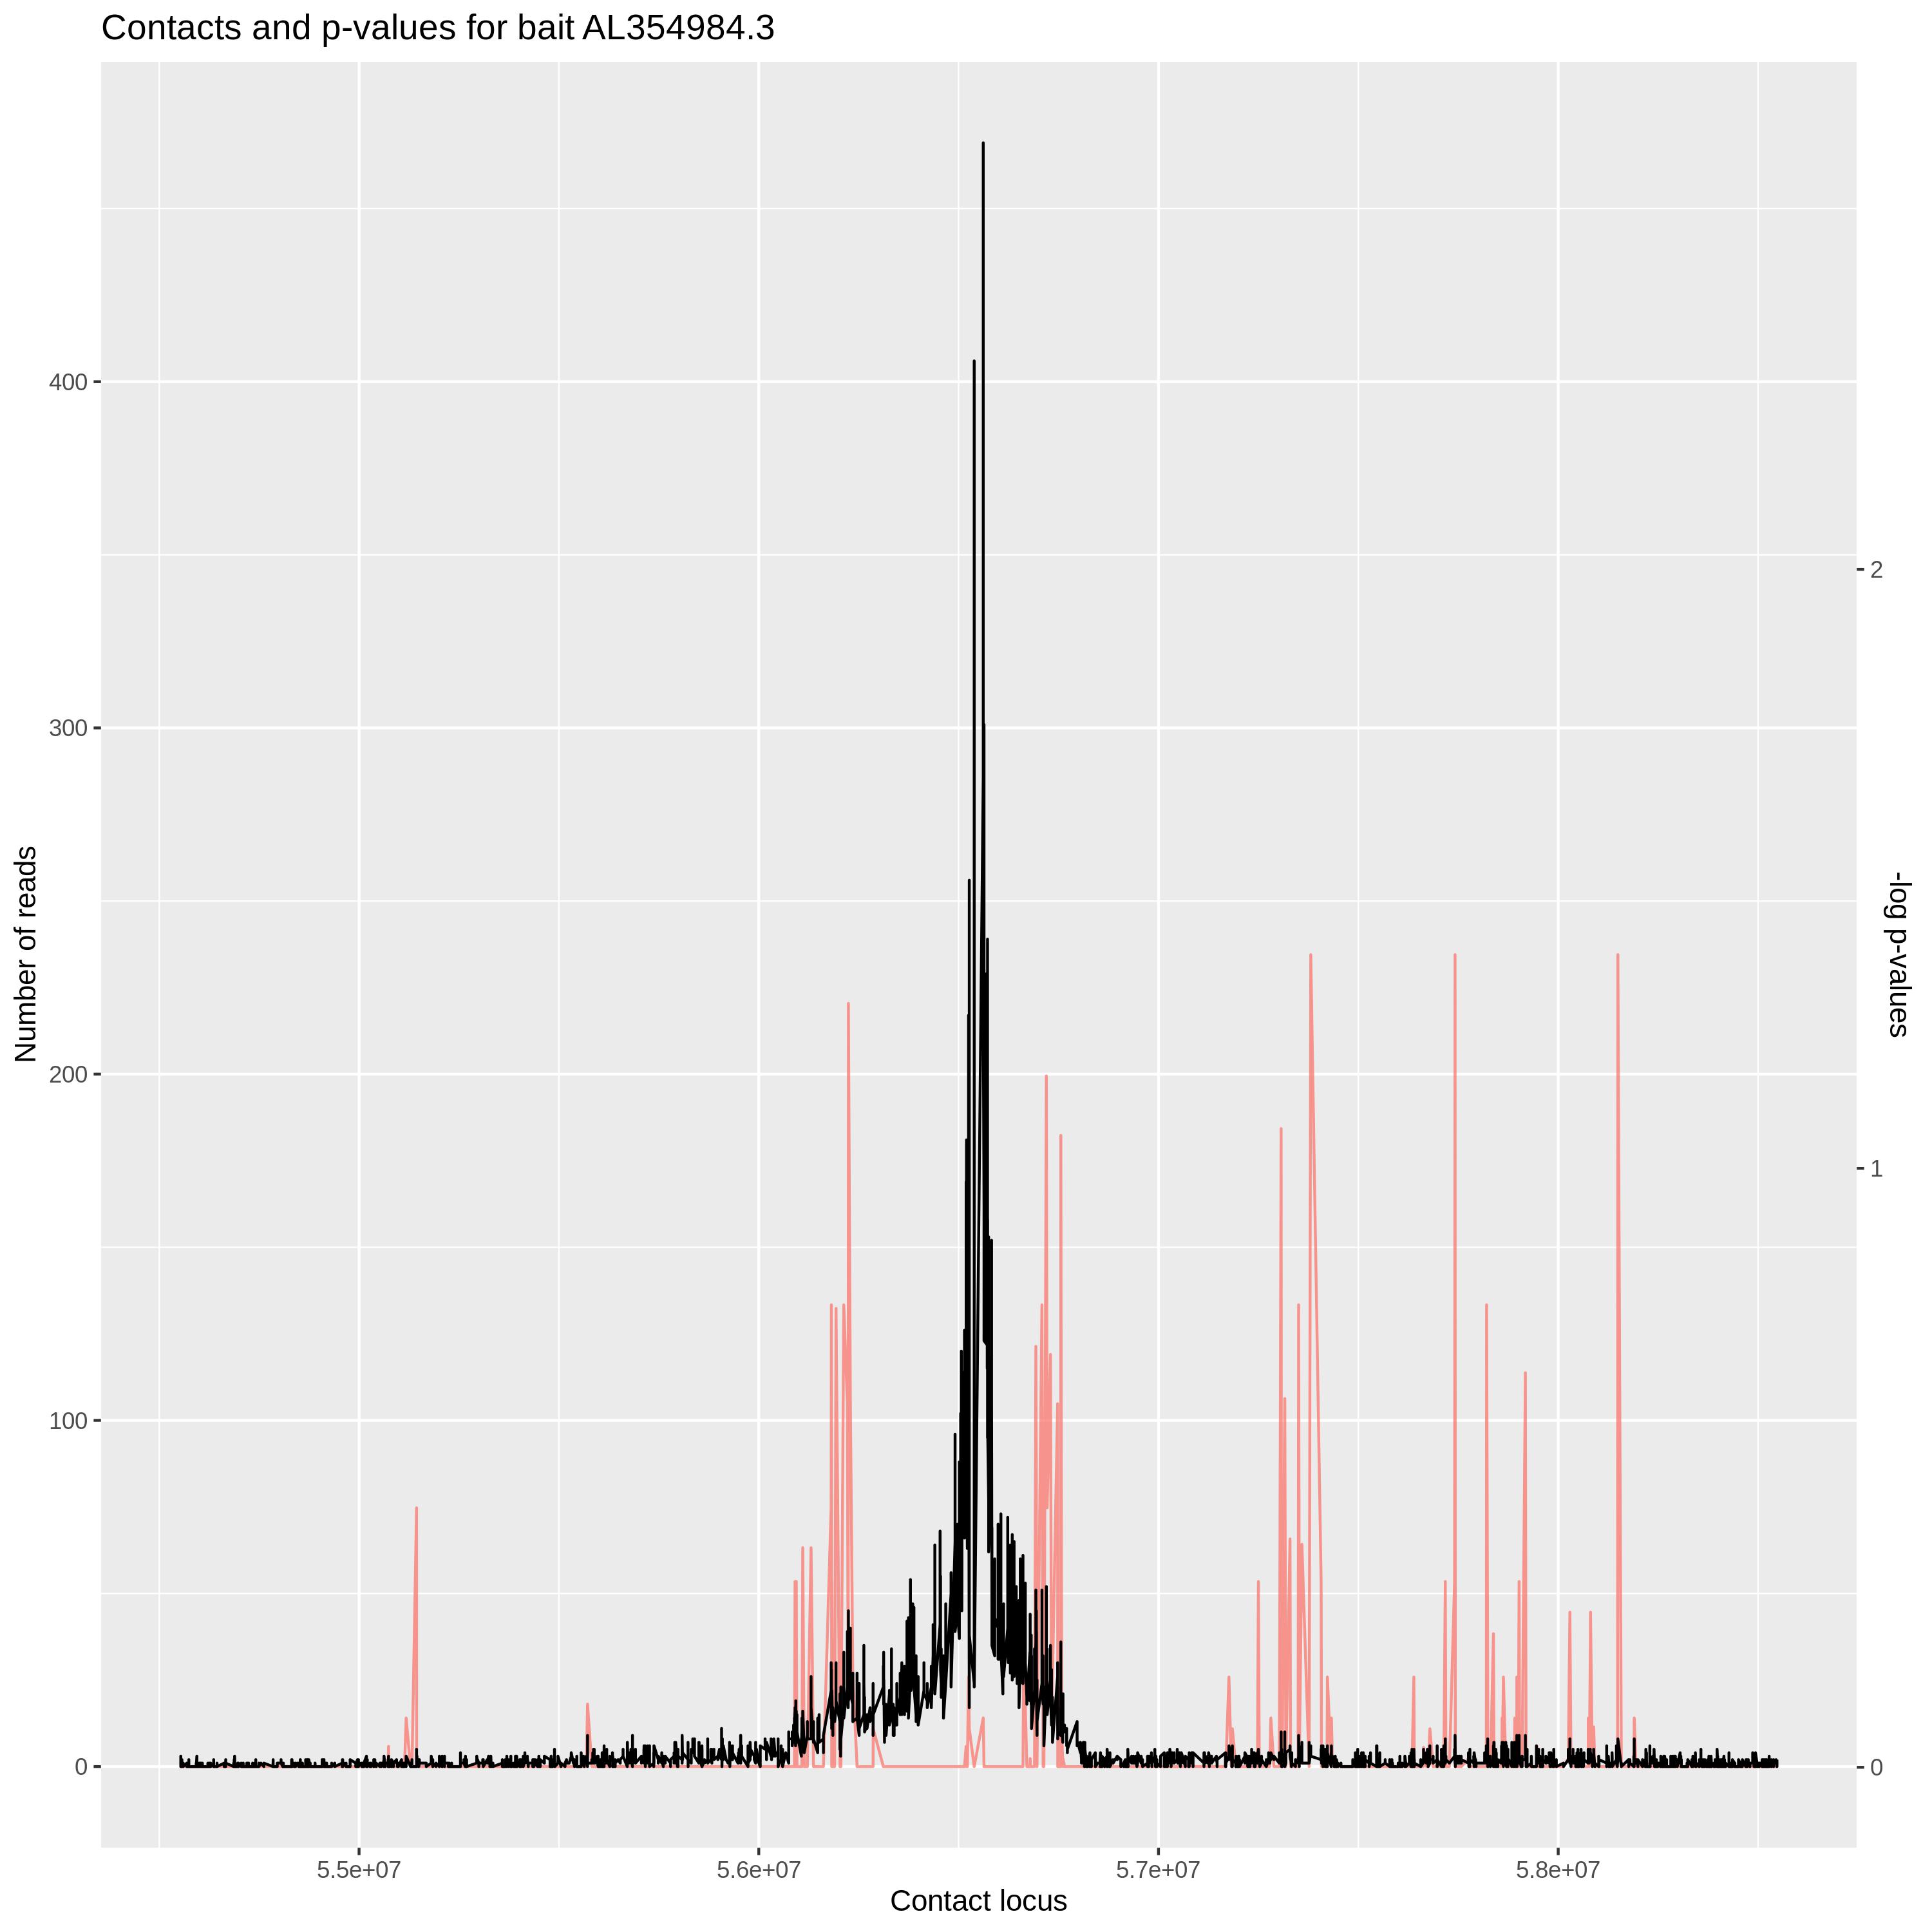 Contacts and p-values for bait AL354984.3
400
300
200
100
0
2
1
0
Number of reads
-log p-values
5.5e+07
5.6e+07
5.7e+07
5.8e+07
Contact locus